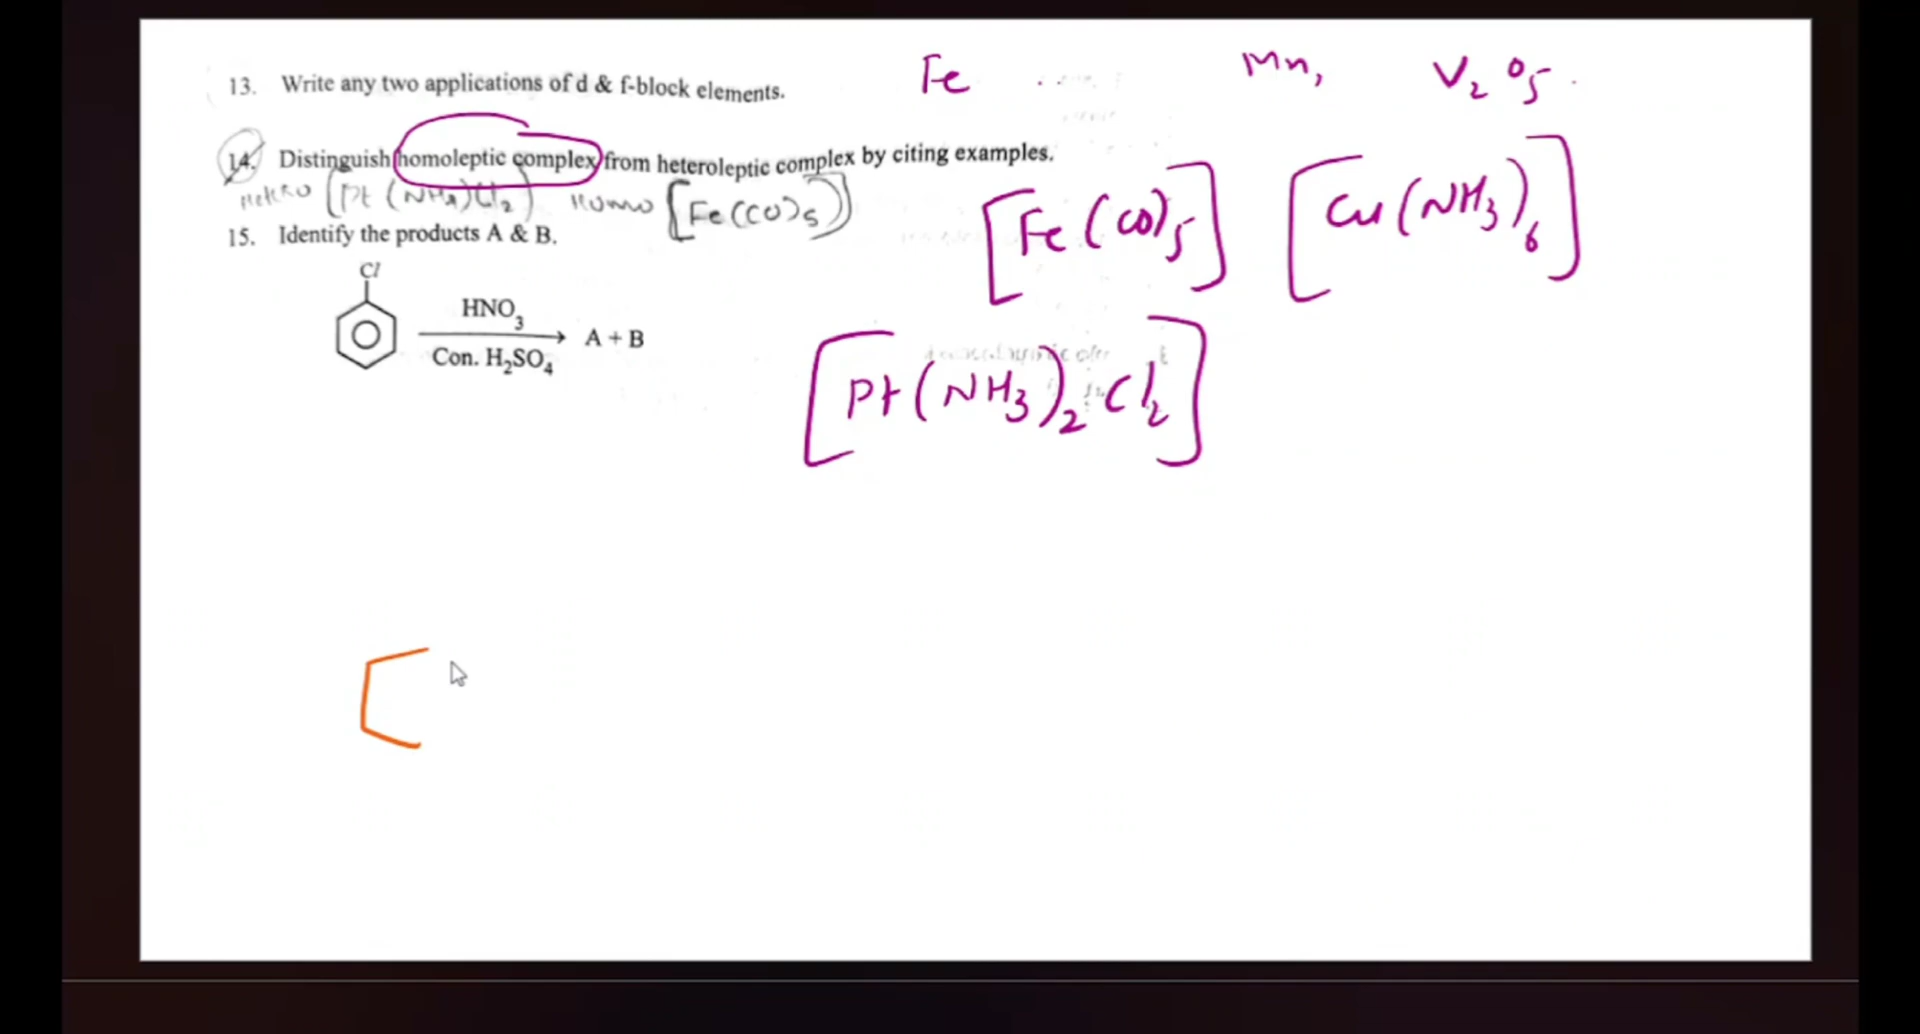 13. Write any two applications of d & f-block elements.
Fe
Mn,
V₂O₅
14. Distinguish homoleptic complex from heteroleptic complex by citing examples.
[Pt(NH₃)Cl₂] Homo [Fe(CO)₅]
[Fe(CO)₅] [Cu(NH₃)₆]
15. Identify the products A & B.
Cl
HNO₃
A + B
Con. H₂SO₄
[Pt(NH₃)₂Cl₂]